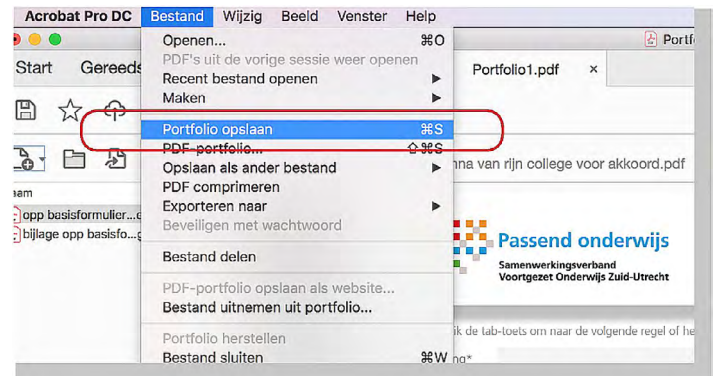 Acrobat Pro DC Bestand Wijzig Beeld Venster Help
Portf
Start Gereeds
Portfolio1.pdf ×
Openen... ⌘O
PDF's uit de vorige sessie weer openen
Recent bestand openen ▶
Maken ▶
Portfolio opslaan ⌘S
PDF-portfolio... ⇧⌘S
Opslaan als ander bestand ▶
PDF comprimeren
Exporteren naar ▶
Beveiligen met wachtwoord
Bestand delen
PDF-portfolio opslaan als website...
Bestand uitnemen uit portfolio...
Portfolio herstellen
Bestand sluiten ⌘W
aam
opp basisformulier...e
bijlage opp basisfo...g
nna van rijn college voor akkoord.pdf
Passend onderwijs
Samenwerkingsverband
Voortgezet Onderwijs Zuid-Utrecht
ik de tab-toets om naar de volgende regel of he
ng*